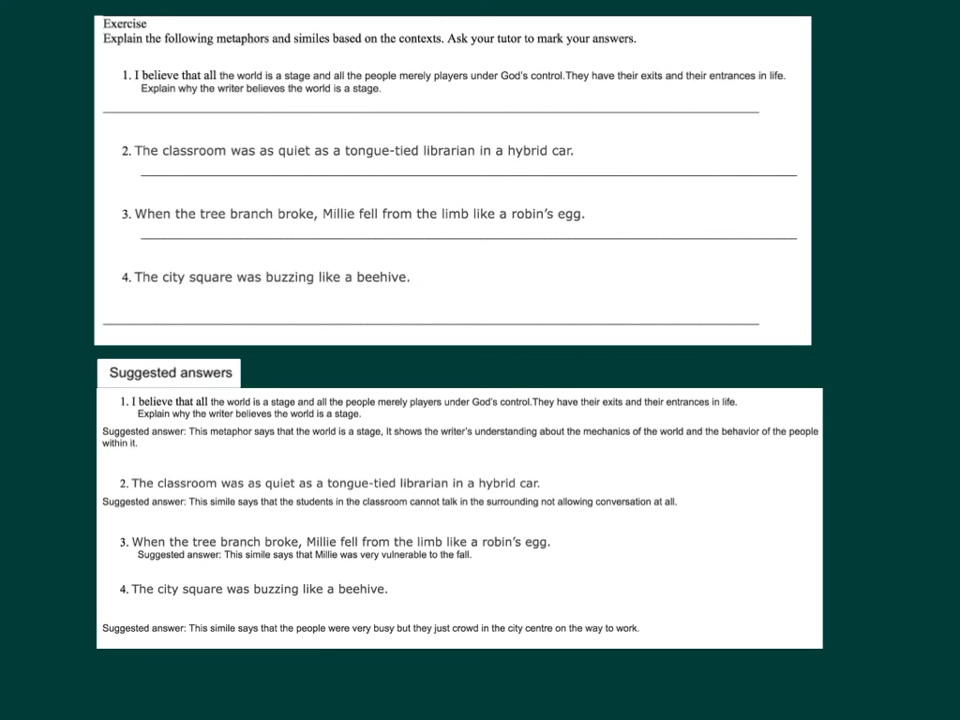 Exercise
Explain the following metaphors and similes based on the contexts. Ask your tutor to mark your answers.
1. I believe that all the world is a stage and all the people merely players under God's control.They have their exits and their entrances in life.
Explain why the writer believes the world is a stage.
2. The classroom was as quiet as a tongue-tied librarian in a hybrid car.
3. When the tree branch broke, Millie fell from the limb like a robin's egg.
4. The city square was buzzing like a beehive.
Suggested answers
1. I believe that all the world is a stage and all the people merely players under God's control.They have their exits and their entrances in life.
Explain why the writer believes the world is a stage.
Suggested answer: This metaphor says that the world is a stage, It shows the writer's understanding about the mechanics of the world and the behavior of the people
within it.
2. The classroom was as quiet as a tongue-tied librarian in a hybrid car.
Suggested answer: This simile says that the students in the classroom cannot talk in the surrounding not allowing conversation at all.
3. When the tree branch broke, Millie fell from the limb like a robin's egg.
Suggested answer: This simile says that Millie was very vulnerable to the fall.
4. The city square was buzzing like a beehive.
Suggested answer: This simile says that the people were very busy but they just crowd in the city centre on the way to work.